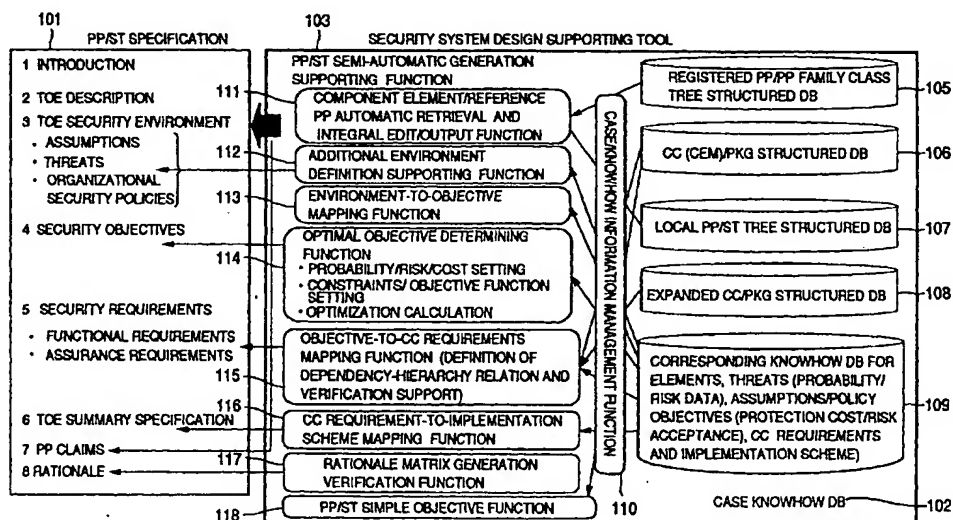 101
PP/ST SPECIFICATION
1 INTRODUCTION
2 TOE DESCRIPTION
3 TOE SECURITY ENVIRONMENT
• ASSUMPTIONS
• THREATS
• ORGANIZATIONAL
SECURITY POLICIES
4 SECURITY OBJECTIVES
5 SECURITY REQUIREMENTS
• FUNCTIONAL REQUIREMENTS
• ASSURANCE REQUIREMENTS
6 TOE SUMMARY SPECIFICATION
7 PP CLAIMS
8 RATIONALE
103
SECURITY SYSTEM DESIGN SUPPORTING TOOL
PP/ST SEMI-AUTOMATIC GENERATION
SUPPORTING FUNCTION
111
COMPONENT ELEMENT/REFERENCE
PP AUTOMATIC RETRIEVAL AND
INTEGRAL EDIT/OUTPUT FUNCTION
112
ADDITIONAL ENVIRONMENT
DEFINITION SUPPORTING FUNCTION
113
ENVIRONMENT-TO-OBJECTIVE
MAPPING FUNCTION
114
OPTIMAL OBJECTIVE DETERMINING
FUNCTION
• PROBABILITY/RISK/COST SETTING
• CONSTRAINTS/ OBJECTIVE FUNCTION
SETTING
• OPTIMIZATION CALCULATION
115
OBJECTIVE-TO-CC REQUIREMENTS
MAPPING FUNCTION (DEFINITION OF
DEPENDENCY-HIERARCHY RELATION AND
VERIFICATION SUPPORT)
116
CC REQUIREMENT-TO-IMPLEMENTATION
SCHEME MAPPING FUNCTION
117
RATIONALE MATRIX GENERATION
VERIFICATION FUNCTION
118
PP/ST SIMPLE OBJECTIVE FUNCTION
CASE/KNOWHOW INFORMATION MANAGEMENT FUNCTION
110
REGISTERED PP/PP FAMILY CLASS
TREE STRUCTURED DB
105
CC (CEM)/PKG STRUCTURED DB
106
LOCAL PP/ST TREE STRUCTURED DB
107
EXPANDED CC/PKG STRUCTURED DB
108
CORRESPONDING KNOWHOW DB FOR
ELEMENTS, THREATS (PROBABILITY/
RISK DATA), ASSUMPTIONS/POLICY
OBJECTIVES (PROTECTION COST/RISK
ACCEPTANCE), CC REQUIREMENTS
AND IMPLEMENTATION SCHEME)
109
CASE KNOWHOW DB
102